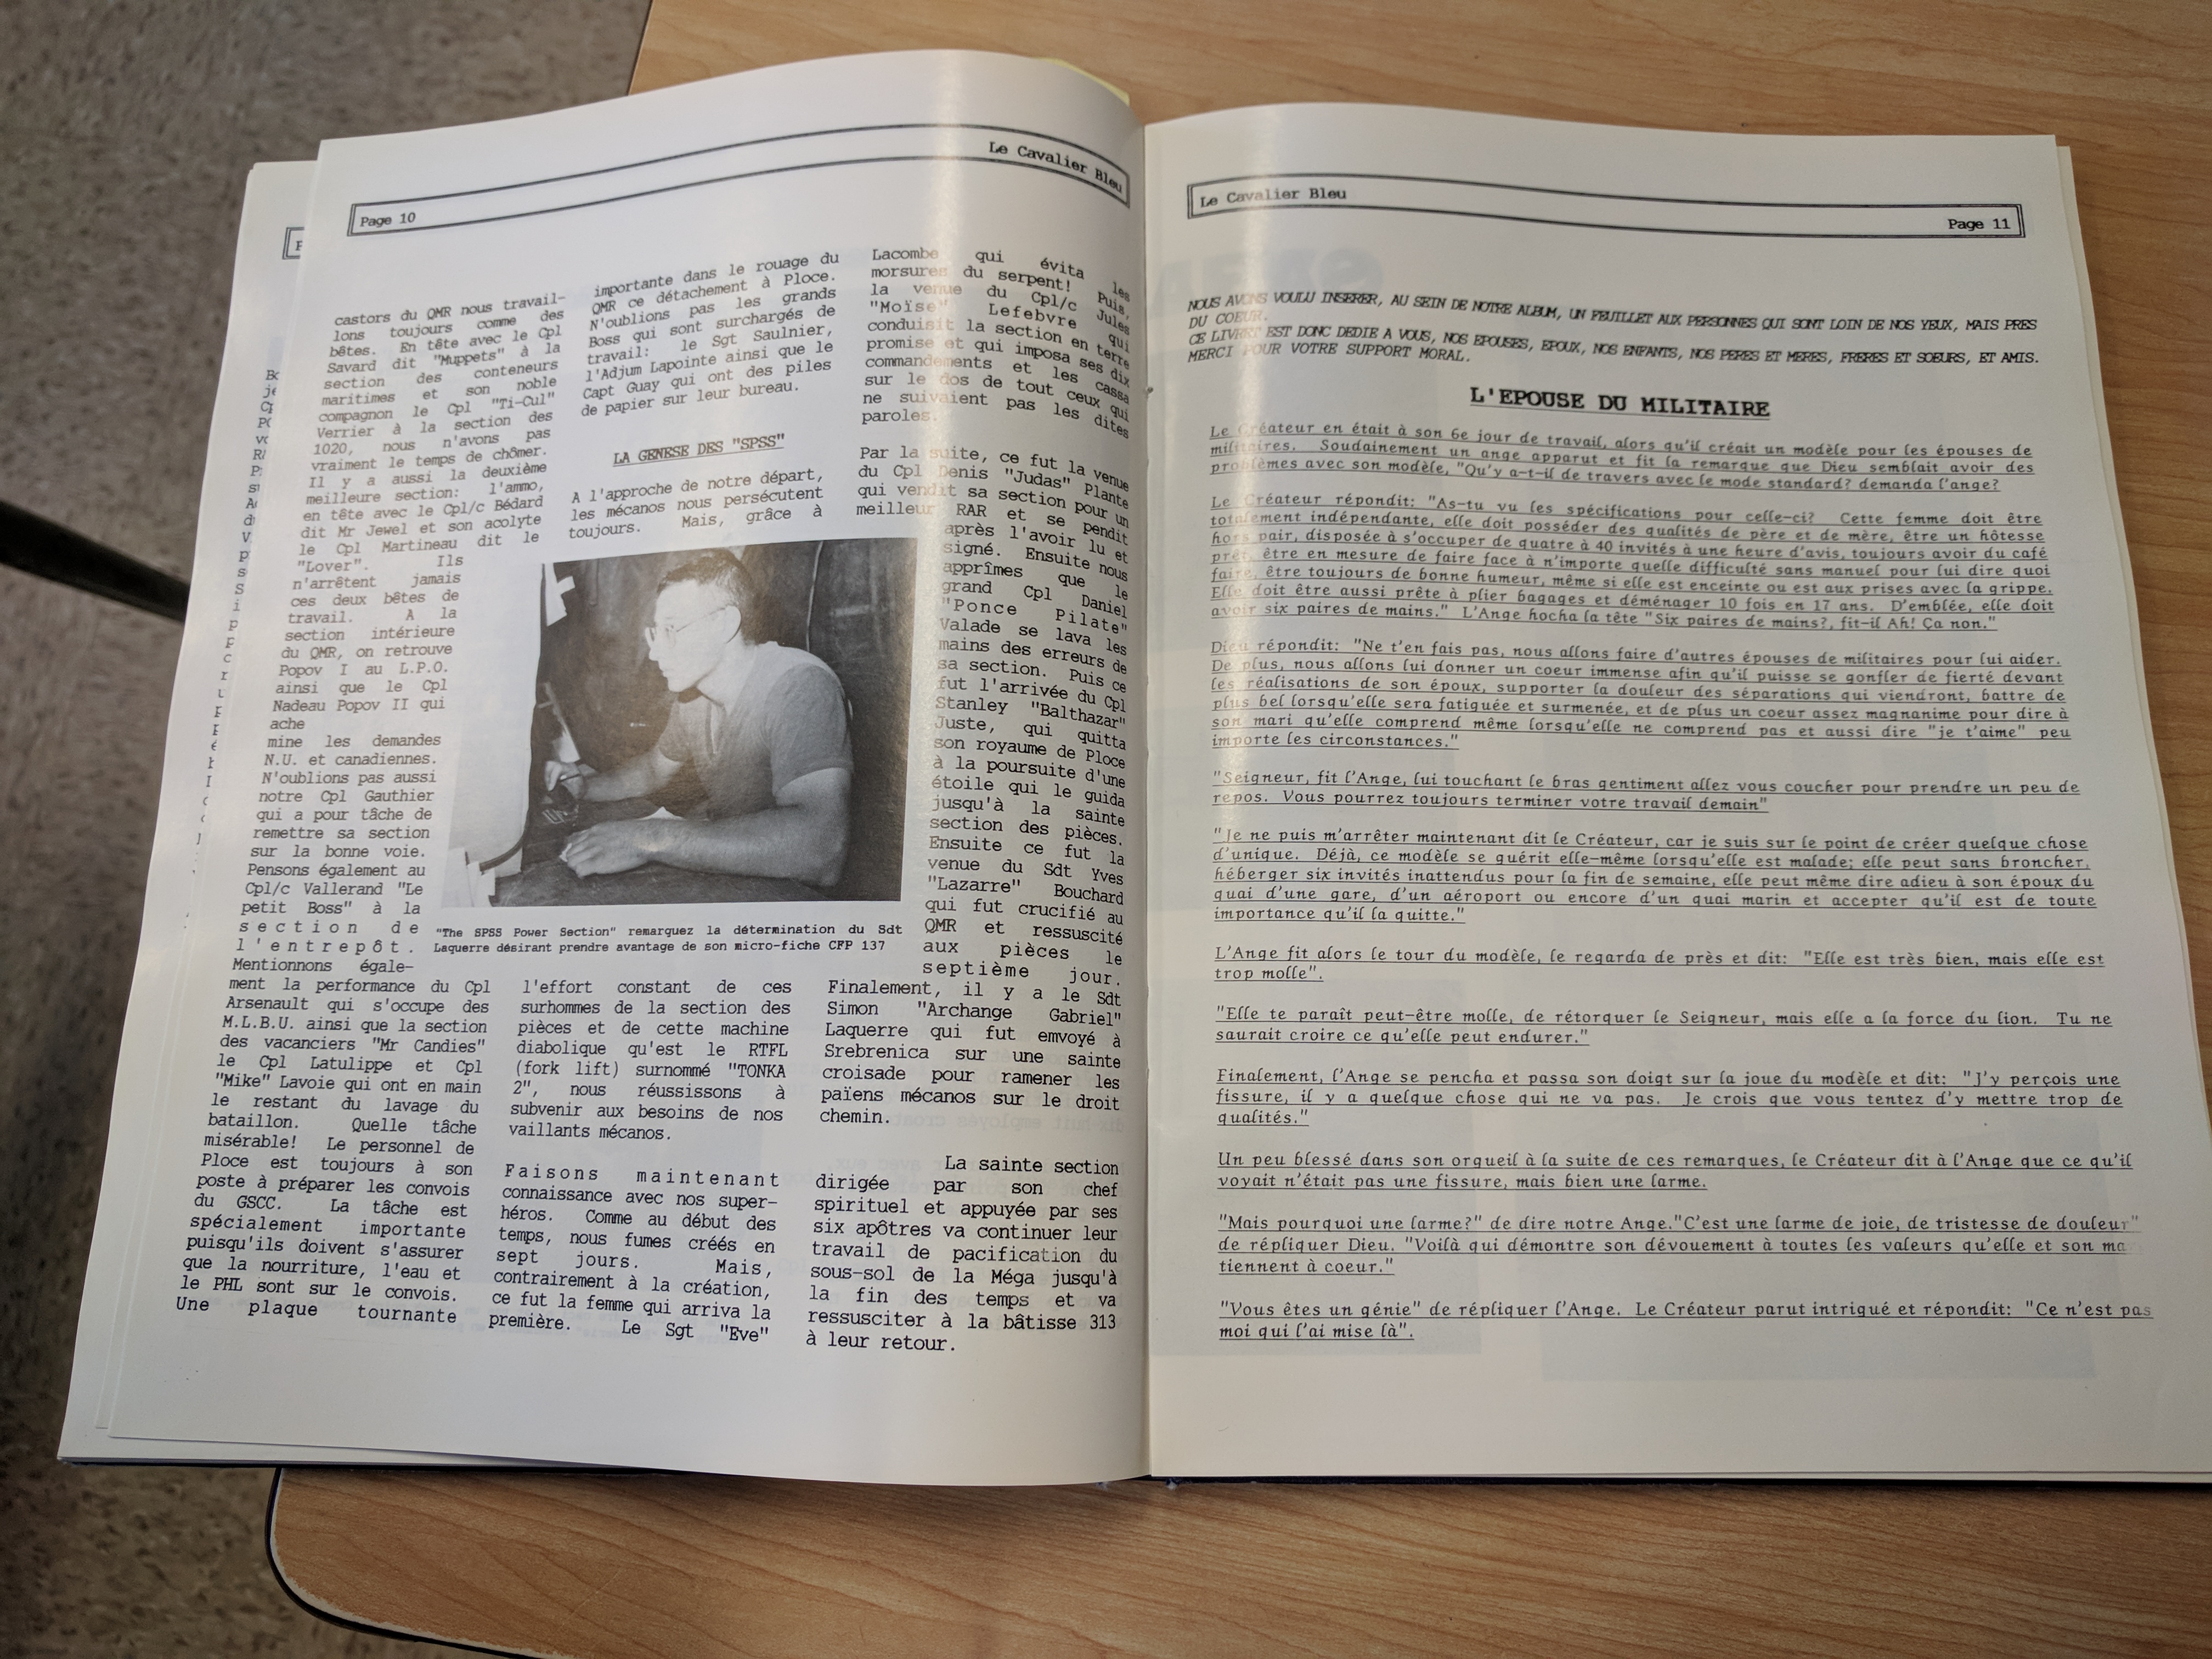 Le Cavalier Bleu
Page 10
castors du QMR nous travail-
lons toujours comme des
bêtes. En tête avec le Cpl
Savard dit "Muppets" à la
section des conteneurs
maritimes et son noble
compagnon le Cpl "Ti-Cul"
Verrier à la section des
1020, nous n'avons pas
vraiment le temps de chômer.
Il y a aussi la deuxième
meilleure section: l'ammo,
en tête avec le Cpl/c Bédard
dit Mr Jewel et son acolyte
le Cpl Martineau dit le
"Lover". Ils
n'arrêtent jamais
ces deux bêtes de
travail. A la
section intérieure
du QMR, on retrouve
Popov I au L.P.O.
ainsi que le Cpl
Nadeau Popov II qui
ache
mine les demandes
N.U. et canadiennes.
N'oublions pas aussi
notre Cpl Gauthier
qui a pour tâche de
remettre sa section
sur la bonne voie.
Pensons également au
Cpl/c Vallerand "Le
petit Boss" à la
section de
l'entrepôt.
Mentionnons égale-
ment la performance du Cpl
Arsenault qui s'occupe des
M.L.B.U. ainsi que la section
des vacanciers "Mr Candies"
le Cpl Latulippe et Cpl
"Mike" Lavoie qui ont en main
le restant du lavage du
bataillon. Quelle tâche
misérable! Le personnel de
Ploce est toujours à son
poste à préparer les convois
du GSCC. La tâche est
spécialement importante
puisqu'ils doivent s'assurer
que la nourriture, l'eau et
le PHL sont sur le convois.
Une plaque tournante
importante dans le rouage du
QMR ce détachement à Ploce.
N'oublions pas les grands
Boss qui sont surchargés de
travail: le Sgt Saulnier,
l'Adjum Lapointe ainsi que le
Capt Guay qui ont des piles
de papier sur leur bureau.
LA GENESE DES "SPSS"
A l'approche de notre départ,
les mécanos nous persécutent
toujours. Mais, grâce à
"The SPSS Power Section" remarquez la détermination du Sdt
Laquerre désirant prendre avantage de son micro-fiche CFP 137
l'effort constant de ces
surhommes de la section des
pièces et de cette machine
diabolique qu'est le RTFL
(fork lift) surnommé "TONKA
2", nous réussissons à
subvenir aux besoins de nos
vaillants mécanos.
Faisons maintenant
connaissance avec nos super-
héros. Comme au début des
temps, nous fumes créés en
sept jours. Mais,
contrairement à la création,
ce fut la femme qui arriva la
première. Le Sgt "Eve"
Lacombe qui évita les
morsures du serpent! Puis,
la venue du Cpl/c Jules
"Moïse" Lefebvre qui
conduisit la section en terre
promise et qui imposa ses dix
commandements et les cassa
sur le dos de tout ceux qui
ne suivaient pas les dites
paroles.
Par la suite, ce fut la venue
du Cpl Denis "Judas" Plante
qui vendit sa section pour un
meilleur RAR et se pendit
après l'avoir lu et
signé. Ensuite nous
apprîmes que le
grand Cpl Daniel
"Ponce Pilate"
Valade se lava les
mains des erreurs de
sa section. Puis ce
fut l'arrivée du Cpl
Stanley "Balthazar"
Juste, qui quitta
son royaume de Ploce
à la poursuite d'une
étoile qui le guida
jusqu'à la sainte
section des pièces.
Ensuite ce fut la
venue du Sdt Yves
"Lazarre" Bouchard
qui fut crucifié au
QMR et ressuscité
aux pièces le
septième jour.
Finalement, il y a le Sdt
Simon "Archange Gabriel"
Laquerre qui fut emvoyé à
Srebrenica sur une sainte
croisade pour ramener les
païens mécanos sur le droit
chemin.
La sainte section
dirigée par son chef
spirituel et appuyée par ses
six apôtres va continuer leur
travail de pacification du
sous-sol de la Méga jusqu'à
la fin des temps et va
ressusciter à la bâtisse 313
à leur retour.
Le Cavalier Bleu
Page 11
NOUS AVONS VOULU INSERER, AU SEIN DE NOTRE ALBUM, UN FEUILLET AUX PERSONNES QUI SONT LOIN DE NOS YEUX, MAIS PRES
DU COEUR.
CE LIVRET EST DONC DEDIE A VOUS, NOS EPOUSES, EPOUX, NOS ENFANTS, NOS PERES ET MERES, FRERES ET SOEURS, ET AMIS.
MERCI POUR VOTRE SUPPORT MORAL.
L'EPOUSE DU MILITAIRE
Le Créateur en était à son 6e jour de travail, alors qu'il créait un modèle pour les épouses de
militaires. Soudainement un ange apparut et fit la remarque que Dieu semblait avoir des
problèmes avec son modèle, "Qu'y a-t-il de travers avec le mode standard? demanda l'ange?
Le Créateur répondit: "As-tu vu les spécifications pour celle-ci? Cette femme doit être
totalement indépendante, elle doit posséder des qualités de père et de mère, être un hôtesse
hors pair, disposée à s'occuper de quatre à 40 invités à une heure d'avis, toujours avoir du café
prêt, être en mesure de faire face à n'importe quelle difficulté sans manuel pour lui dire quoi
faire, être toujours de bonne humeur, même si elle est enceinte ou est aux prises avec la grippe.
Elle doit être aussi prête à plier bagages et déménager 10 fois en 17 ans. D'emblée, elle doit
avoir six paires de mains." L'Ange hocha la tête "Six paires de mains?, fit-il Ah! Ça non."
Dieu répondit: "Ne t'en fais pas, nous allons faire d'autres épouses de militaires pour lui aider.
De plus, nous allons lui donner un coeur immense afin qu'il puisse se gonfler de fierté devant
les réalisations de son époux, supporter la douleur des séparations qui viendront, battre de
plus bel lorsqu'elle sera fatiguée et surmenée, et de plus un coeur assez magnanime pour dire à
son mari qu'elle comprend même lorsqu'elle ne comprend pas et aussi dire "je t'aime" peu
importe les circonstances."
"Seigneur, fit l'Ange, lui touchant le bras gentiment allez vous coucher pour prendre un peu de
repos. Vous pourrez toujours terminer votre travail demain"
"Je ne puis m'arrêter maintenant dit le Créateur, car je suis sur le point de créer quelque chose
d'unique. Déjà, ce modèle se guérit elle-même lorsqu'elle est malade; elle peut sans broncher,
héberger six invités inattendus pour la fin de semaine, elle peut même dire adieu à son époux du
quai d'une gare, d'un aéroport ou encore d'un quai marin et accepter qu'il est de toute
importance qu'il la quitte."
L'Ange fit alors le tour du modèle, le regarda de près et dit: "Elle est très bien, mais elle est
trop molle".
"Elle te paraît peut-être molle, de rétorquer le Seigneur, mais elle a la force du lion. Tu ne
saurait croire ce qu'elle peut endurer."
Finalement, l'Ange se pencha et passa son doigt sur la joue du modèle et dit: "J'y perçois une
fissure, il y a quelque chose qui ne va pas. Je crois que vous tentez d'y mettre trop de
qualités."
Un peu blessé dans son orgueil à la suite de ces remarques, le Créateur dit à l'Ange que ce qu'il
voyait n'était pas une fissure, mais bien une larme.
"Mais pourquoi une larme?" de dire notre Ange."C'est une larme de joie, de tristesse de douleur"
de répliquer Dieu. "Voilà qui démontre son dévouement à toutes les valeurs qu'elle et son ma
tiennent à coeur."
"Vous êtes un génie" de répliquer l'Ange. Le Créateur parut intrigué et répondit: "Ce n'est pas
moi qui l'ai mise là".